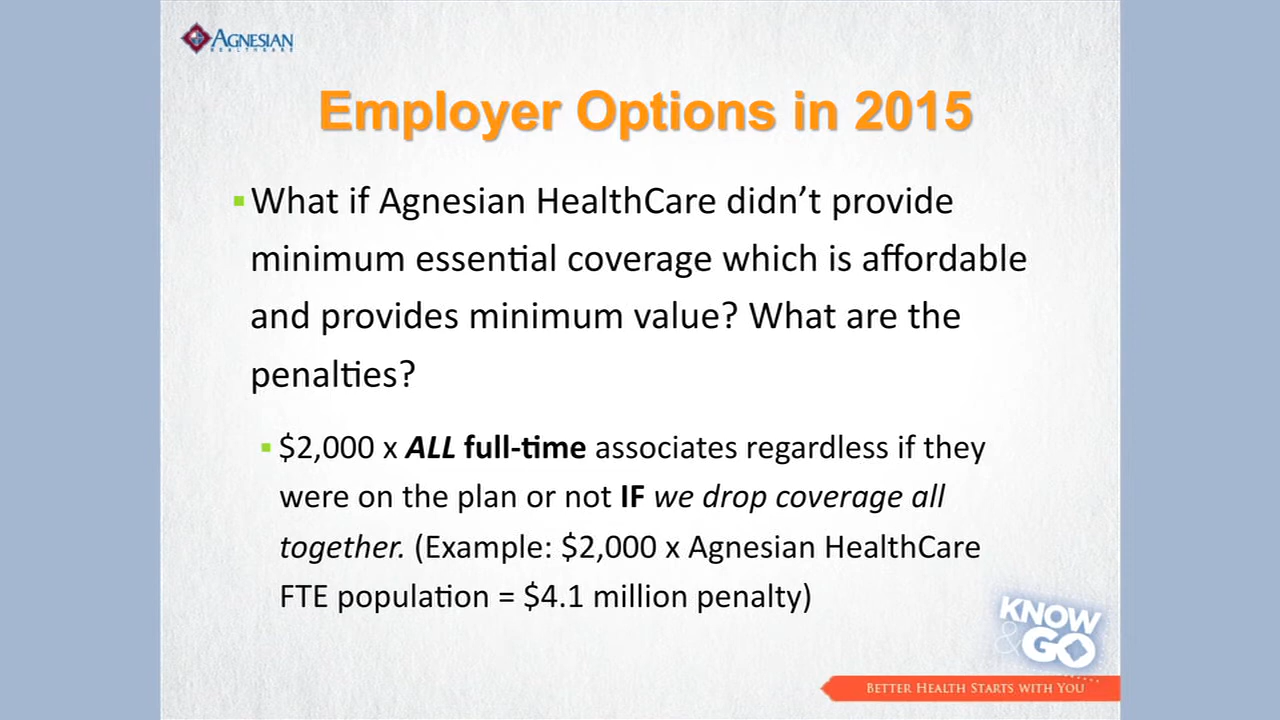 AGNESIAN
HEALTHCARE
Employer Options in 2015
▪What if Agnesian HealthCare didn’t provide
minimum essential coverage which is affordable
and provides minimum value? What are the
penalties?
▪$2,000 x ALL full-time associates regardless if they
were on the plan or not IF we drop coverage all
together. (Example: $2,000 x Agnesian HealthCare
FTE population = $4.1 million penalty)
KNOW
& GO
BETTER HEALTH STARTS WITH YOU